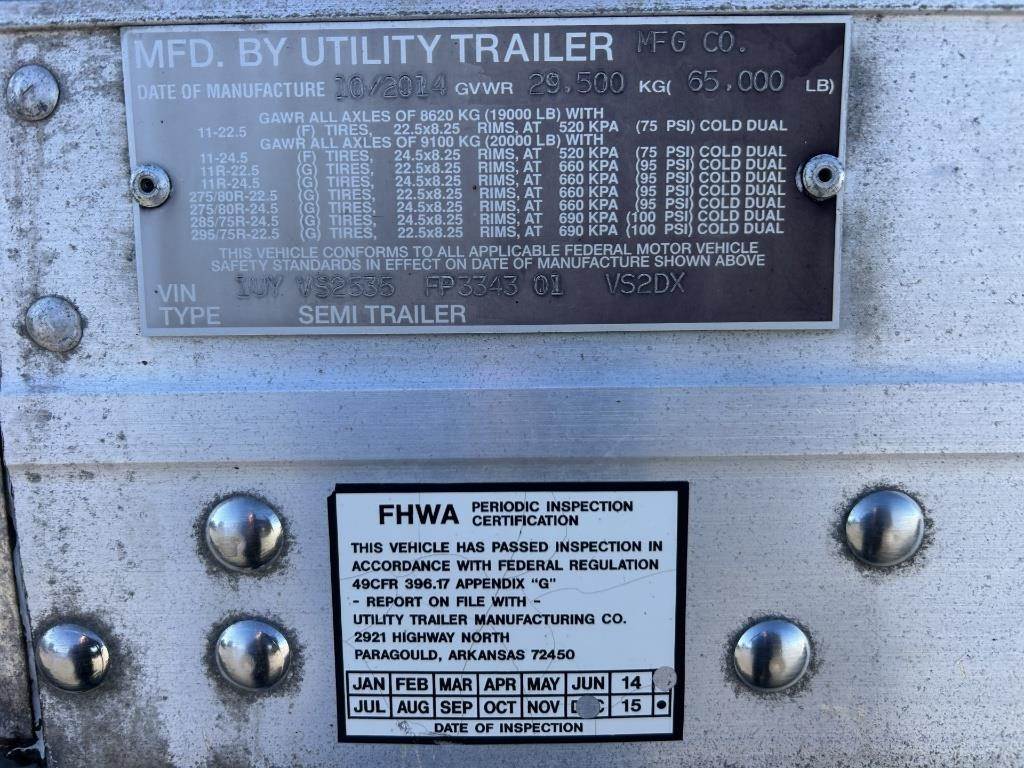 MFD. BY UTILITY TRAILER MFG CO.
DATE OF MANUFACTURE 10/2014 GVWR 29,500 KG( 65,000 LB)
GAWR ALL AXLES OF 8620 KG (19000 LB) WITH
11-22.5 (F) TIRES, 22.5x8.25 RIMS, AT 520 KPA (75 PSI) COLD DUAL
GAWR ALL AXLES OF 9100 KG (20000 LB) WITH
11-24.5 (F) TIRES, 24.5x8.25 RIMS, AT 520 KPA (75 PSI) COLD DUAL
11R-22.5 (G) TIRES, 22.5x8.25 RIMS, AT 660 KPA (95 PSI) COLD DUAL
11R-24.5 (G) TIRES, 24.5x8.25 RIMS, AT 660 KPA (95 PSI) COLD DUAL
275/80R-22.5 (G) TIRES, 22.5x8.25 RIMS, AT 660 KPA (95 PSI) COLD DUAL
275/80R-24.5 (G) TIRES, 24.5x8.25 RIMS, AT 660 KPA (95 PSI) COLD DUAL
285/75R-24.5 (G) TIRES, 24.5x8.25 RIMS, AT 690 KPA (100 PSI) COLD DUAL
295/75R-22.5 (G) TIRES, 22.5x8.25 RIMS, AT 690 KPA (100 PSI) COLD DUAL
THIS VEHICLE CONFORMS TO ALL APPLICABLE FEDERAL MOTOR VEHICLE
SAFETY STANDARDS IN EFFECT ON DATE OF MANUFACTURE SHOWN ABOVE
VIN 1UY VS2535 FP3343 01 VS2DX
TYPE SEMI TRAILER
FHWA PERIODIC INSPECTION
CERTIFICATION
THIS VEHICLE HAS PASSED INSPECTION IN
ACCORDANCE WITH FEDERAL REGULATION
49CFR 396.17 APPENDIX "G"
- REPORT ON FILE WITH -
UTILITY TRAILER MANUFACTURING CO.
2921 HIGHWAY NORTH
PARAGOULD, ARKANSAS 72450
JAN FEB MAR APR MAY JUN 14
JUL AUG SEP OCT NOV DEC 15 •
DATE OF INSPECTION